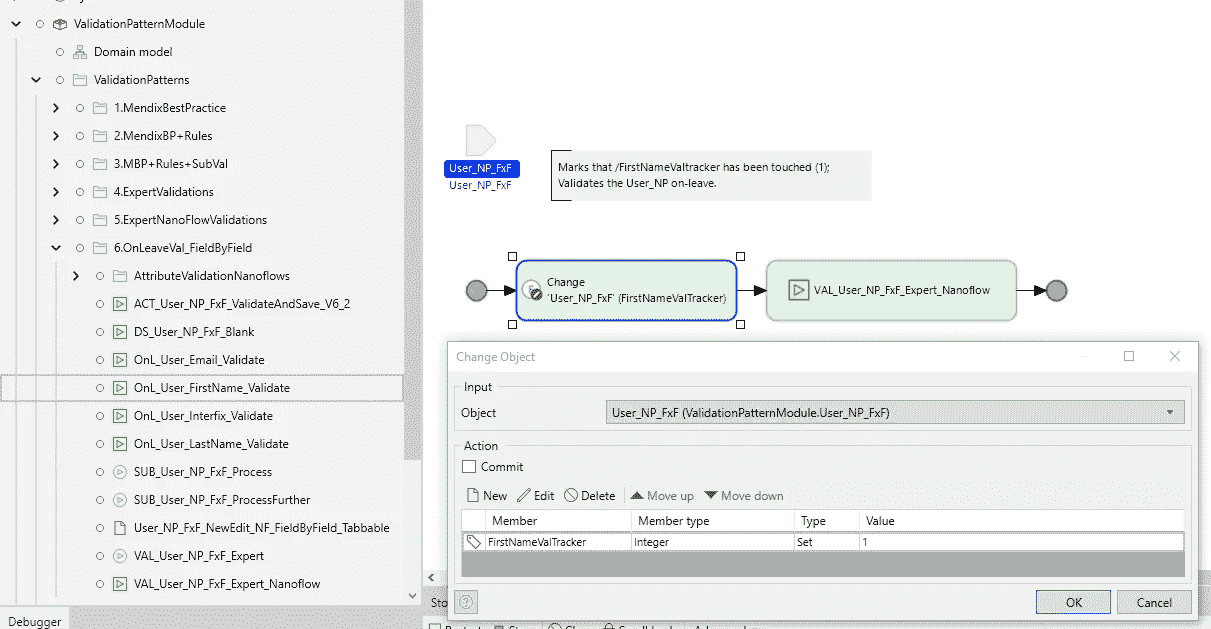 ValidationPatternModule
Domain model
ValidationPatterns
1.MendixBestPractice
2.MendixBP+Rules
3.MBP+Rules+SubVal
4.ExpertValidations
5.ExpertNanoFlowValidations
6.OnLeaveVal_FieldByField
AttributeValidationNanoflows
ACT_User_NP_FxF_ValidateAndSave_V6_2
DS_User_NP_FxF_Blank
OnL_User_Email_Validate
OnL_User_FirstName_Validate
OnL_User_Interfix_Validate
OnL_User_LastName_Validate
SUB_User_NP_FxF_Process
SUB_User_NP_FxF_ProcessFurther
User_NP_FxF_NewEdit_NF_FieldByField_Tabbable
VAL_User_NP_FxF_Expert
VAL_User_NP_FxF_Expert_Nanoflow
Debugger
User_NP_FxF
User_NP_FxF
Marks that /FirstNameValtracker has been touched (1);
Validates the User_NP on-leave.
Change
'User_NP_FxF' (FirstNameValTracker)
VAL_User_NP_FxF_Expert_Nanoflow
Change Object
Input
Object User_NP_FxF (ValidationPatternModule.User_NP_FxF)
Action
Commit
New Edit Delete Move up Move down
Member Member type Type Value
FirstNameValTracker Integer Set 1
Sto
OK Cancel